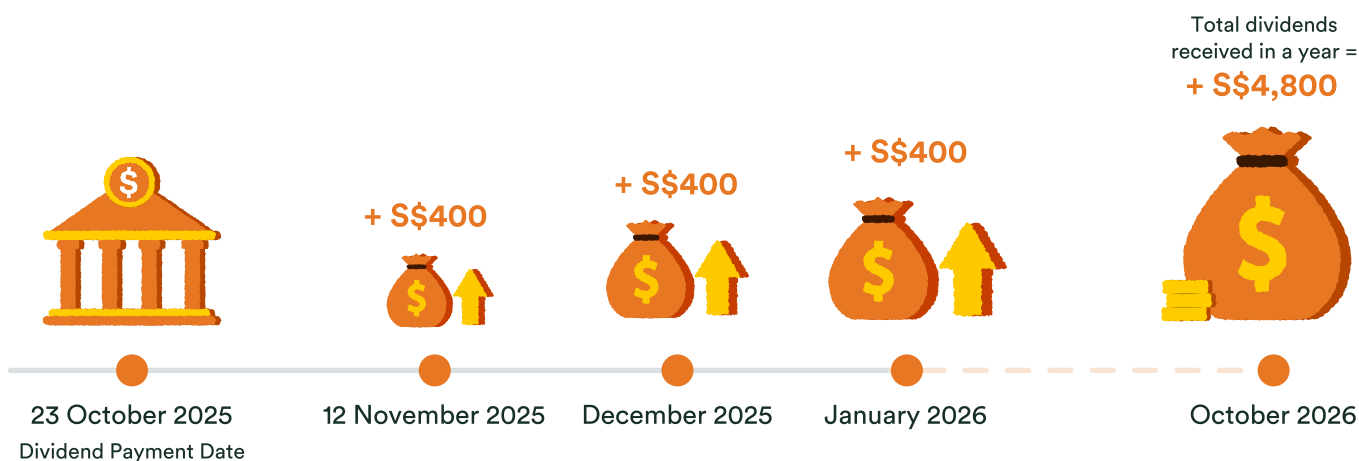 Total dividends
received in a year =
+ S$4,800
+ S$400
+ S$400
+ S$400
$
$
$
$
$
23 October 2025
Dividend Payment Date
12 November 2025
December 2025
January 2026
October 2026